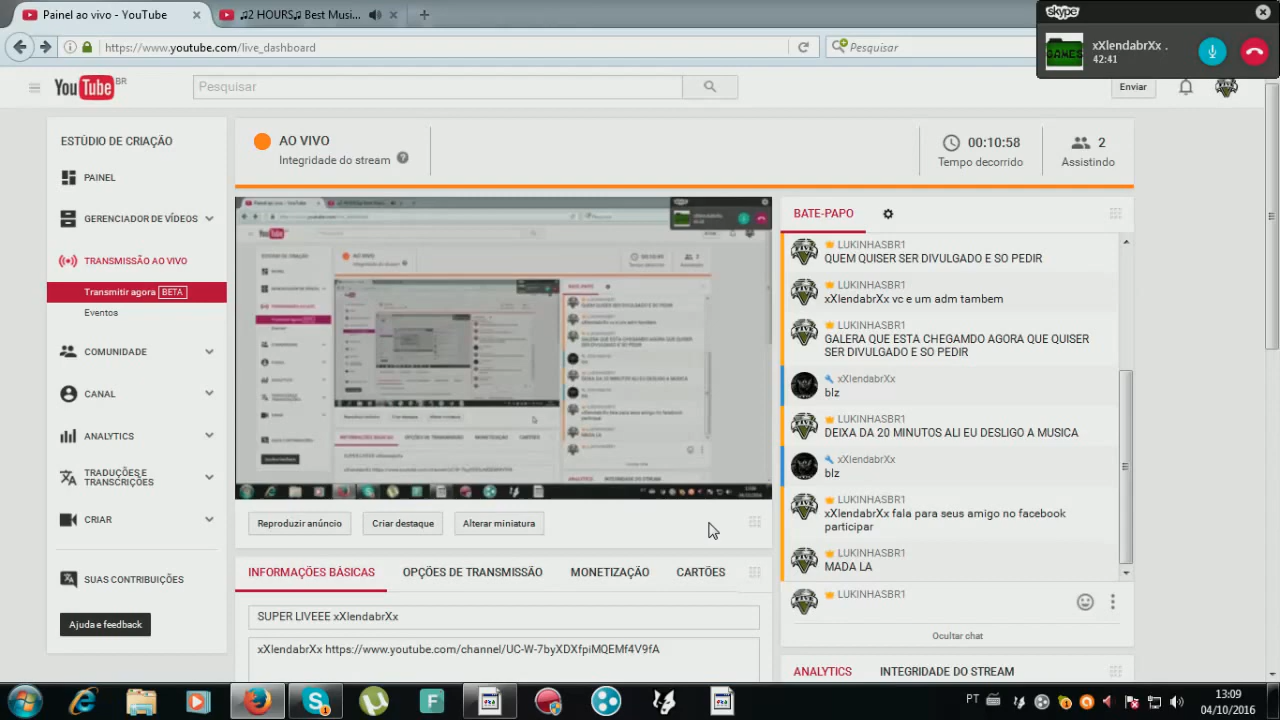 Painel ao vivo - YouTube
♫2 HOURS♫ Best Musi...
skype
https://www.youtube.com/live_dashboard
Pesquisar
GAMES
xXlendabrXx .
42:41
YouTube BR
Pesquisar
Enviar
ESTÚDIO DE CRIAÇÃO
PAINEL
GERENCIADOR DE VÍDEOS
TRANSMISSÃO AO VIVO
Transmitir agora BETA
Eventos
COMUNIDADE
CANAL
ANALYTICS
TRADUÇÕES E
TRANSCRIÇÕES
CRIAR
SUAS CONTRIBUIÇÕES
Ajuda e feedback
AO VIVO
Integridade do stream
00:10:58
Tempo decorrido
2
Assistindo
Reproduzir anúncio
Criar destaque
Alterar miniatura
INFORMAÇÕES BÁSICAS
OPÇÕES DE TRANSMISSÃO
MONETIZAÇÃO
CARTÕES
SUPER LIVEEE xXlendabrXx
xXlendabrXx https://www.youtube.com/channel/UC-W-7byXDXfpiMQEMf4V9fA
BATE-PAPO
LUKINHASBR1
QUEM QUISER SER DIVULGADO E SO PEDIR
LUKINHASBR1
xXlendabrXx vc e um adm tambem
LUKINHASBR1
GALERA QUE ESTA CHEGAMDO AGORA QUE QUISER
SER DIVULGADO E SO PEDIR
xXlendabrXx
blz
LUKINHASBR1
DEIXA DA 20 MINUTOS ALI EU DESLIGO A MUSICA
xXlendabrXx
blz
LUKINHASBR1
xXlendabrXx fala para seus amigo no facebook
participar
LUKINHASBR1
MADA LA
LUKINHASBR1
Ocultar chat
ANALYTICS
INTEGRIDADE DO STREAM
PT
13:09
04/10/2016